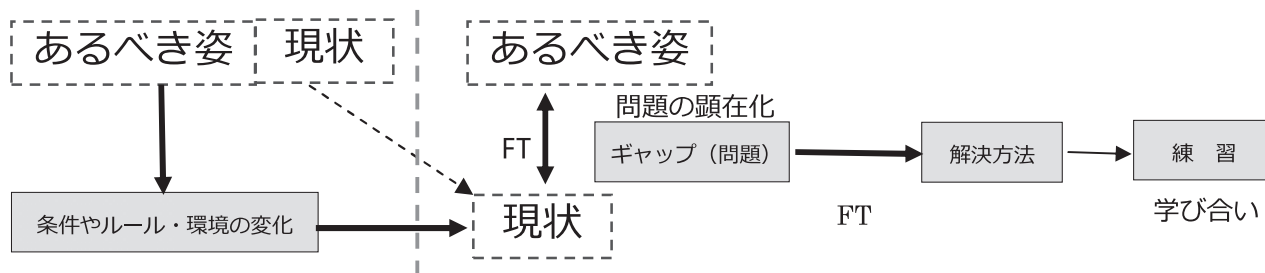 あるべき姿
現状
条件やルール・環境の変化
あるべき姿
FT
現状
問題の顕在化
ギャップ（問題）
FT
解決方法
練　習
学び合い